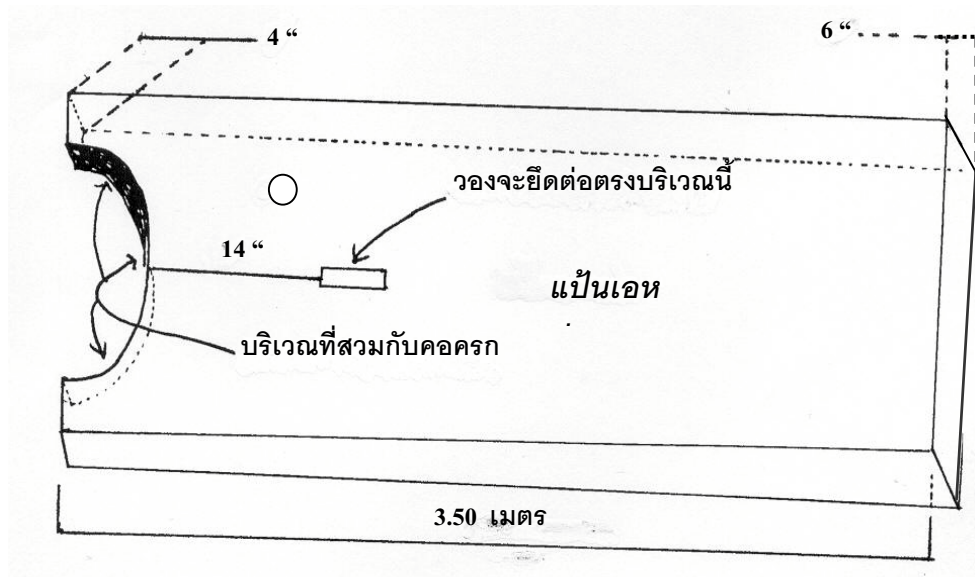 4 “
6 “
วองจะยึดต่อตรงบริเวณนี้
14 “
แป้นเอห
บริเวณที่สวมกับคอครก
3.50 เมตร